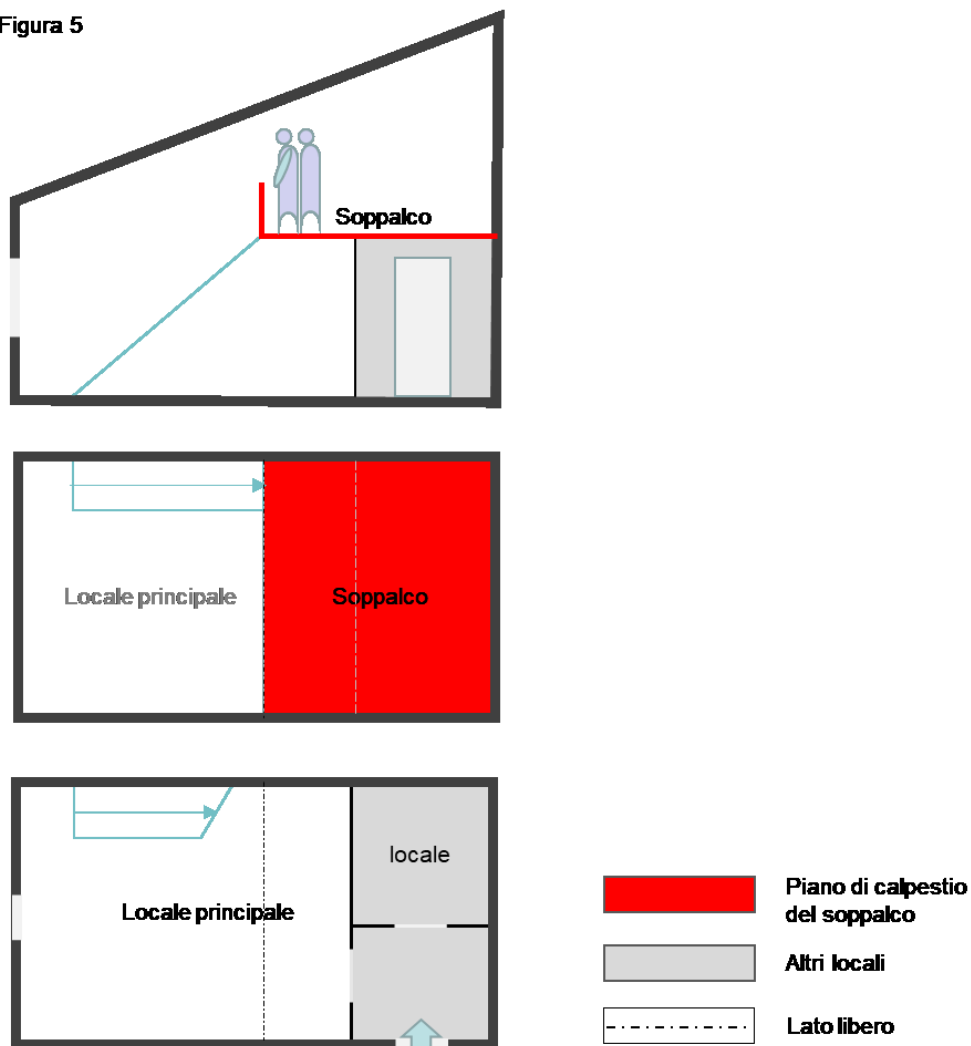 Figura 5
Soppalco
Locale principale
Soppalco
locale
Locale principale
Piano di calpestio
del soppalco
Altri locali
Lato libero